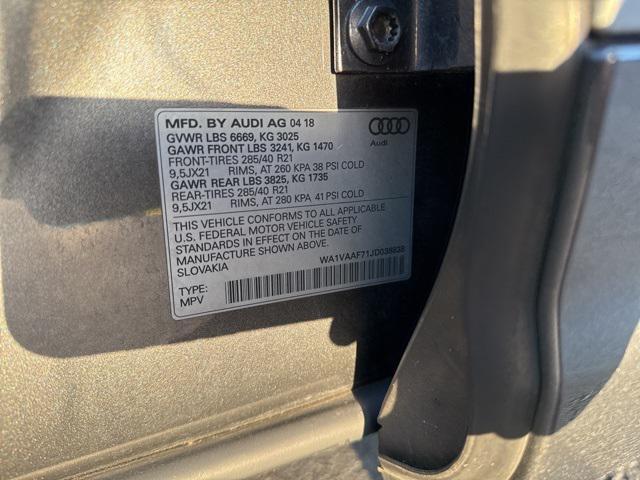 MFD. BY AUDI AG 04 18
GVWR LBS 6669, KG 3025
GAWR FRONT LBS 3241, KG 1470
FRONT-TIRES 285/40 R21
9,5JX21 RIMS, AT 260 KPA 38 PSI COLD
GAWR REAR LBS 3825, KG 1735
REAR-TIRES 285/40 R21
9,5JX21 RIMS, AT 280 KPA 41 PSI COLD
Audi
THIS VEHICLE CONFORMS TO ALL APPLICABLE
U.S. FEDERAL MOTOR VEHICLE SAFETY
STANDARDS IN EFFECT ON THE DATE OF
MANUFACTURE SHOWN ABOVE.
SLOVAKIA WA1VAAF71JD038938
TYPE:
MPV